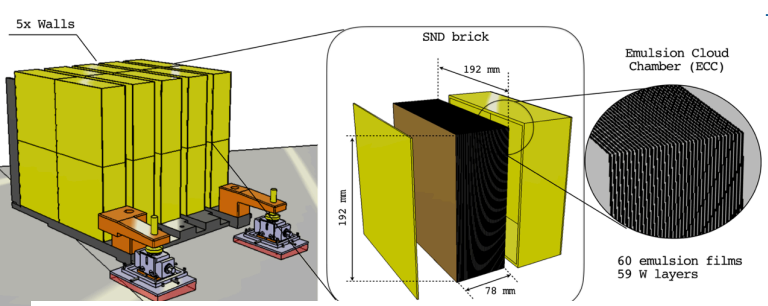 5x Walls
SND brick
192 mm
192 mm
78 mm
Emulsion Cloud
Chamber (ECC)
60 emulsion films
59 W layers